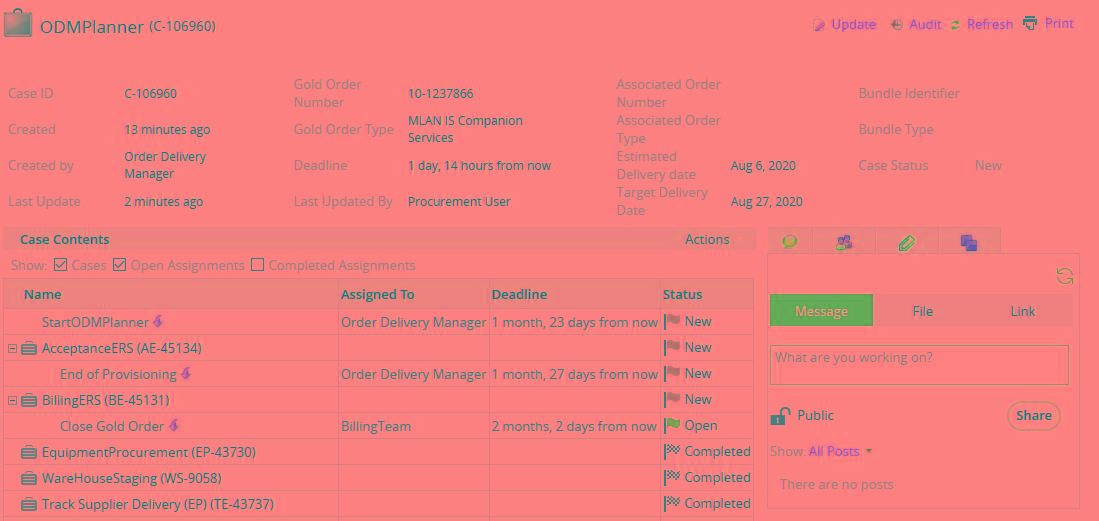 ODMPlanner (C-106960)
Update Audit Refresh Print
Case ID C-106960 Gold Order Number 10-1237866 Associated Order Number Bundle Identifier
Created 13 minutes ago Gold Order Type MLAN IS Companion Services Associated Order Type Bundle Type
Created by Order Delivery Manager Deadline 1 day, 14 hours from now Estimated Delivery date Aug 6, 2020 Case Status New
Last Update 2 minutes ago Last Updated By Procurement User Target Delivery Date Aug 27, 2020
Case Contents Actions
Show: Cases Open Assignments Completed Assignments
Name Assigned To Deadline Status
StartODMPlanner Order Delivery Manager 1 month, 23 days from now New
AcceptanceERS (AE-45134) New
End of Provisioning Order Delivery Manager 1 month, 27 days from now New
BillingERS (BE-45131) New
Close Gold Order BillingTeam 2 months, 2 days from now Open
EquipmentProcurement (EP-43730) Completed
WareHouseStaging (WS-9058) Completed
Track Supplier Delivery (EP) (TE-43737) Completed
Message File Link
What are you working on?
Public Share
Show: All Posts
There are no posts